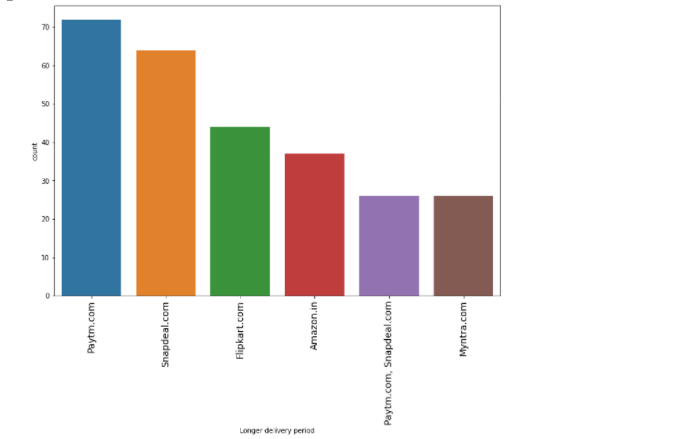 70
60
50
40
30
20
10
0
count
Paytm.com
Snapdeal.com
Flipkart.com
Amazon.in
Paytm.com, Snapdeal.com
Myntra.com
Longer delivery period